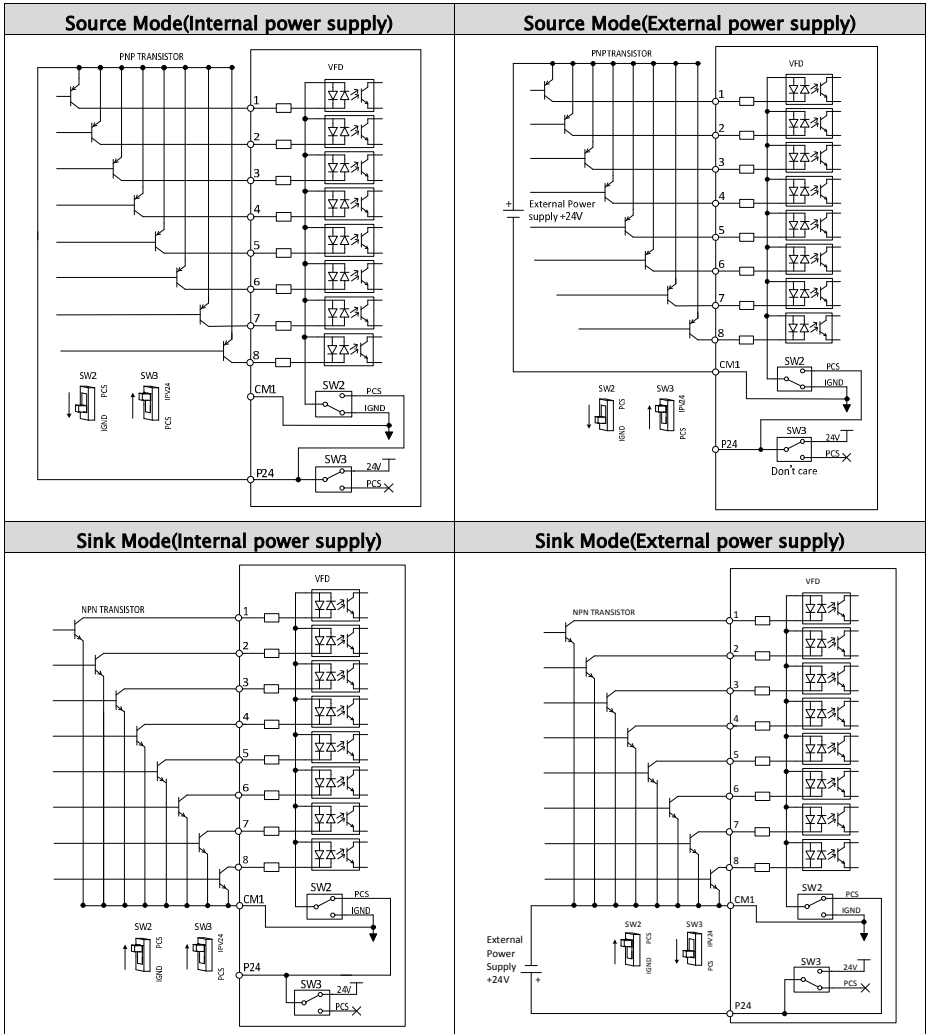 Source Mode(Internal power supply)
Source Mode(External power supply)
PNP TRANSISTOR
VFD
1
2
3
4
5
6
7
8
SW2
PCS
IGND
SW3
IPV24
PCS
CM1
SW2
PCS
IGND
P24
SW3
24V
PCS
PNP TRANSISTOR
VFD
1
2
3
4
External Power
supply +24V
5
6
7
8
CM1
SW2
PCS
IGND
SW2
PCS
IGND
SW3
IPV24
PCS
P24
SW3
24V
PCS
Don't care
Sink Mode(Internal power supply)
Sink Mode(External power supply)
VFD
NPN TRANSISTOR
1
2
3
4
5
6
7
8
CM1
SW2
PCS
IGND
SW2
PCS
IGND
SW3
IPV24
PCS
P24
SW3
24V
PCS
VFD
NPN TRANSISTOR
1
2
3
4
5
6
7
8
CM1
SW2
PCS
IGND
SW2
PCS
IGND
SW3
IPV24
PCS
External
Power
Supply
+24V
+
SW3
24V
PCS
P24